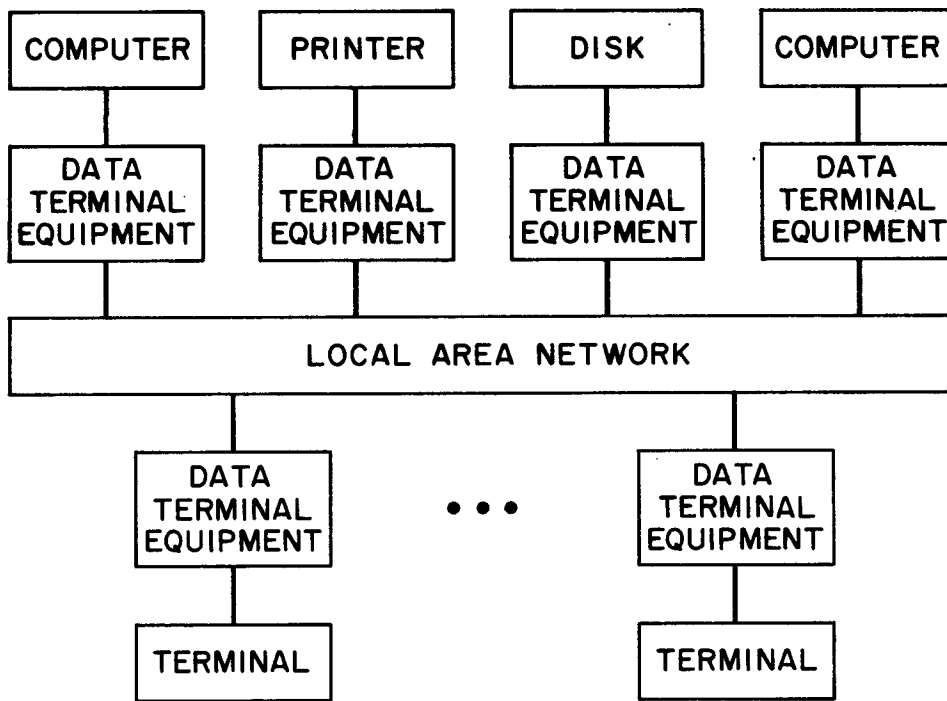 COMPUTER
PRINTER
DISK
COMPUTER
DATA
TERMINAL
EQUIPMENT
DATA
TERMINAL
EQUIPMENT
DATA
TERMINAL
EQUIPMENT
DATA
TERMINAL
EQUIPMENT
LOCAL AREA NETWORK
DATA
TERMINAL
EQUIPMENT
• • •
DATA
TERMINAL
EQUIPMENT
TERMINAL
TERMINAL